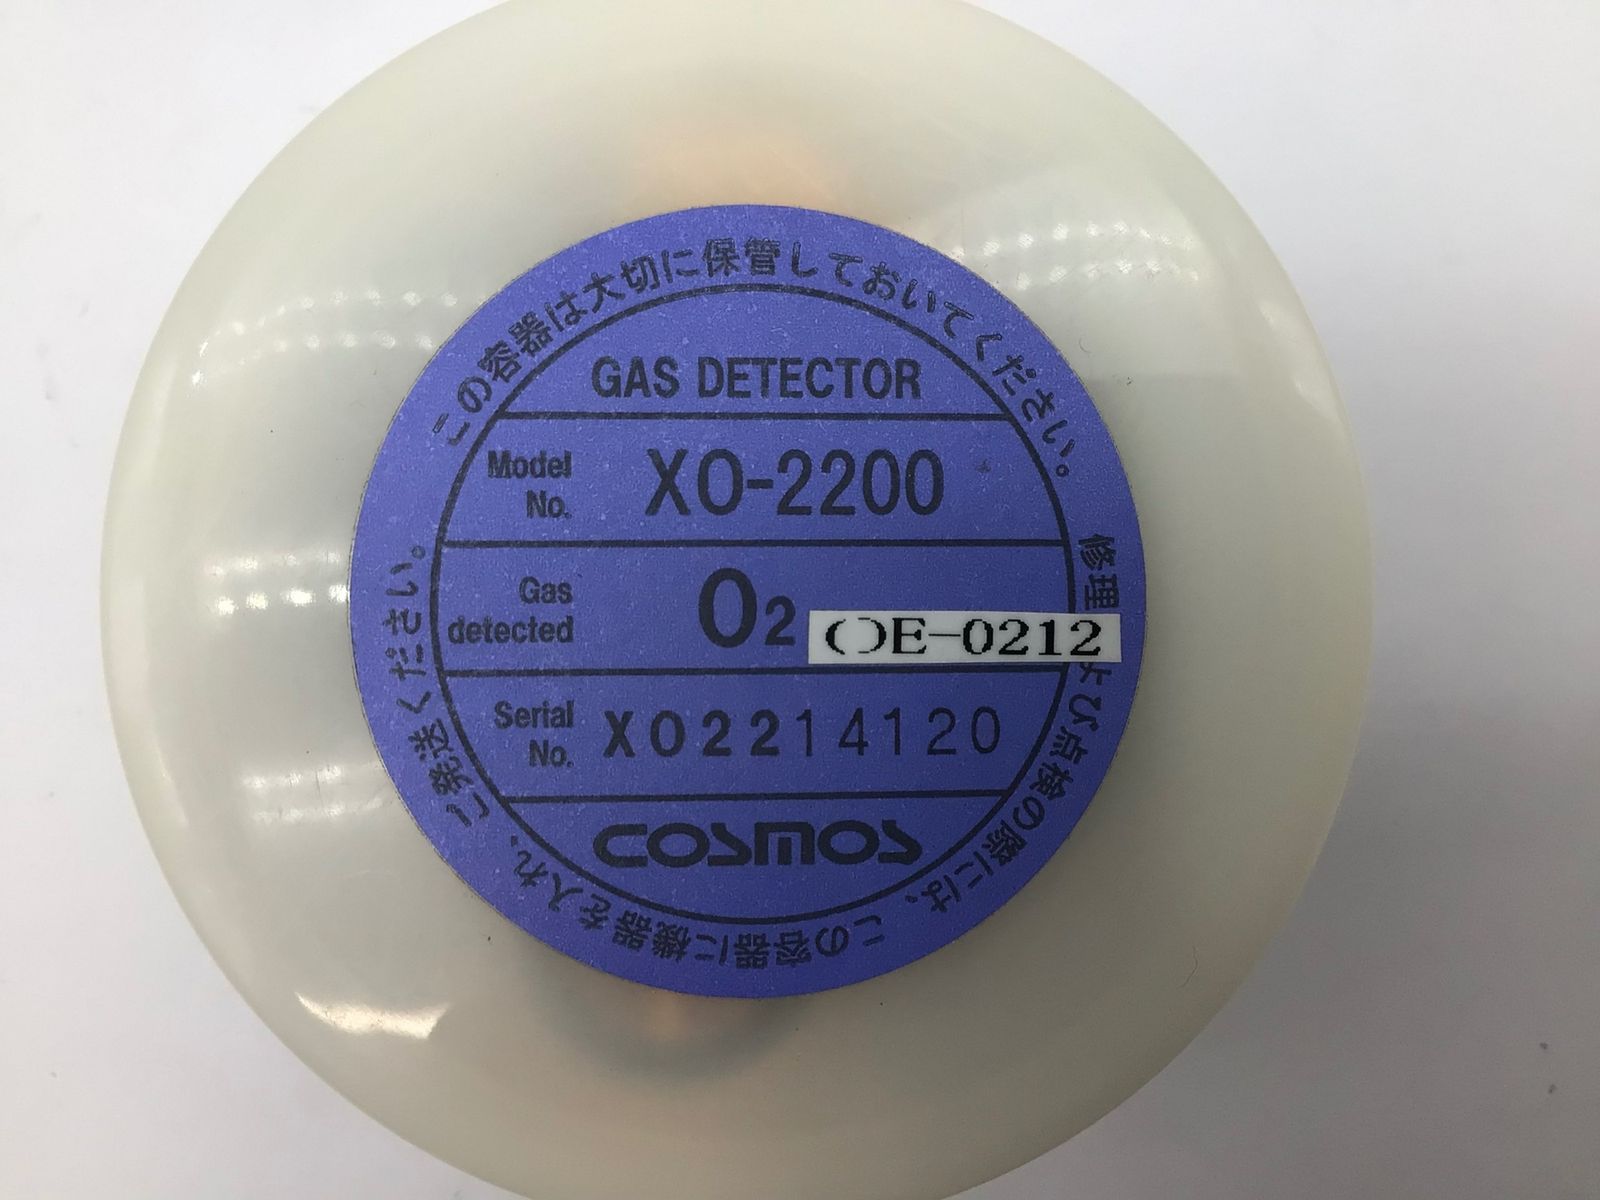 この容器は大切に保管しておいてください。
GAS DETECTOR
Model No. XO-2200
Gas detected O2
()E-0212
Serial No. XO2214120
COSMOS
修理よび点検の際には、この容器に機器を入れ、ご発送ください。